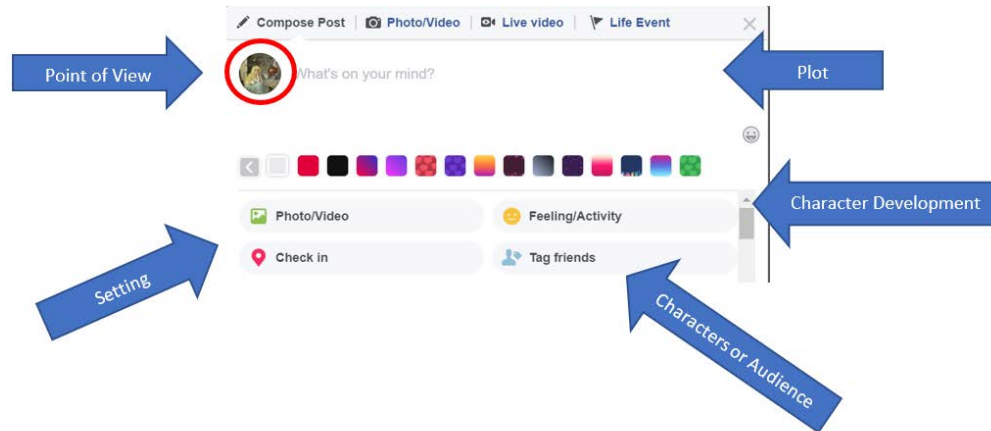 Compose Post
Photo/Video
Live video
Life Event
Point of View
What's on your mind?
Plot
Character Development
Photo/Video
Feeling/Activity
Check in
Tag friends
Setting
Characters or Audience